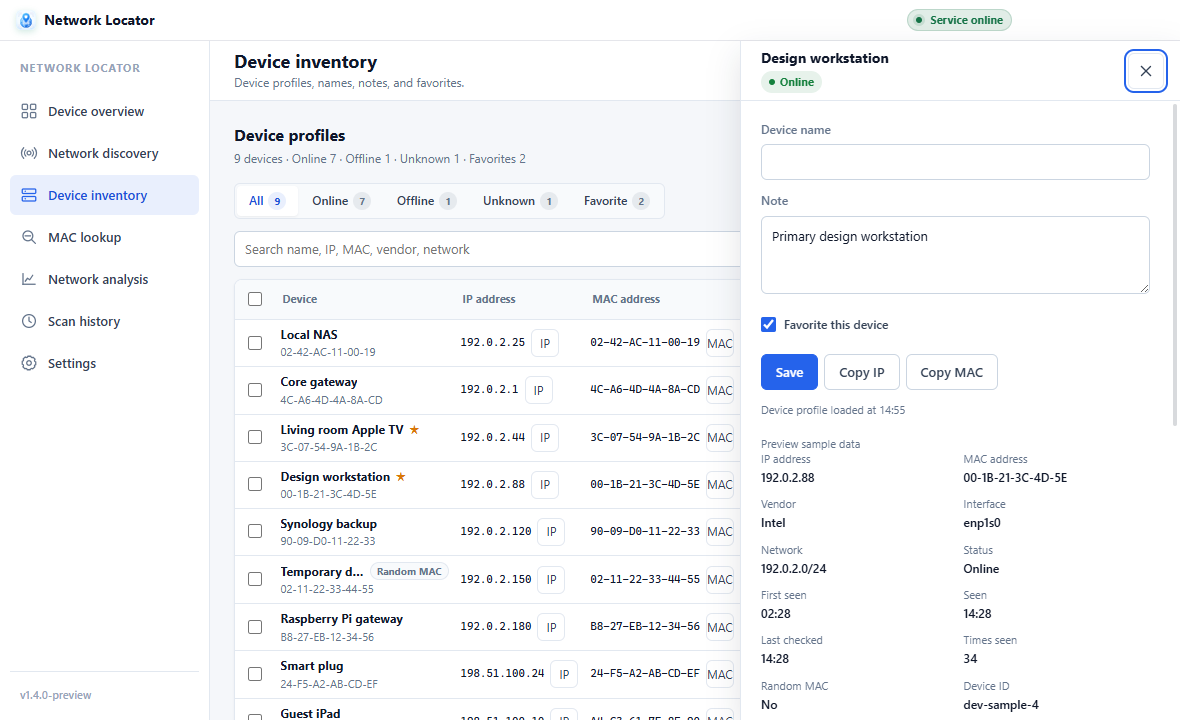 Network Locator
Service online
NETWORK LOCATOR
Device overview
Network discovery
Device inventory
MAC lookup
Network analysis
Scan history
Settings
v1.4.0-preview
Device inventory
Device profiles, names, notes, and favorites.
Device profiles
9 devices · Online 7 · Offline 1 · Unknown 1 · Favorites 2
All 9 Online 7 Offline 1 Unknown 1 Favorite 2
Search name, IP, MAC, vendor, network
Device IP address MAC address
Local NAS
02-42-AC-11-00-19
192.0.2.25 IP 02-42-AC-11-00-19 MAC
Core gateway
4C-A6-4D-4A-8A-CD
192.0.2.1 IP 4C-A6-4D-4A-8A-CD MAC
Living room Apple TV ★
3C-07-54-9A-1B-2C
192.0.2.44 IP 3C-07-54-9A-1B-2C MAC
Design workstation ★
00-1B-21-3C-4D-5E
192.0.2.88 IP 00-1B-21-3C-4D-5E MAC
Synology backup
90-09-D0-11-22-33
192.0.2.120 IP 90-09-D0-11-22-33 MAC
Temporary d... Random MAC
02-11-22-33-44-55
192.0.2.150 IP 02-11-22-33-44-55 MAC
Raspberry Pi gateway
B8-27-EB-12-34-56
192.0.2.180 IP B8-27-EB-12-34-56 MAC
Smart plug
24-F5-A2-AB-CD-EF
198.51.100.24 IP 24-F5-A2-AB-CD-EF MAC
Guest iPad
Design workstation
Online
Device name
Note
Primary design workstation
Favorite this device
Save Copy IP Copy MAC
Device profile loaded at 14:55
Preview sample data
IP address MAC address
192.0.2.88 00-1B-21-3C-4D-5E
Vendor Interface
Intel enp1s0
Network Status
192.0.2.0/24 Online
First seen Seen
02:28 14:28
Last checked Times seen
14:28 34
Random MAC Device ID
No dev-sample-4